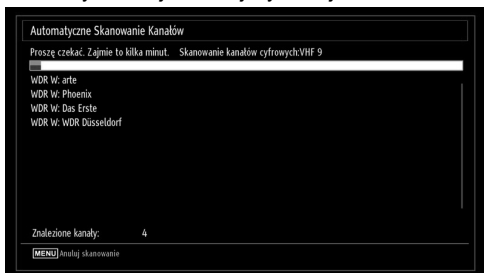 Automatyczne Skanowanie Kanałów
Proszę czekać. Zajmie to kilka minut. Skanowanie kanałów cyfrowych:VHF 9
WDR W: arte
WDR W: Phoenix
WDR W: Das Erste
WDR W: WDR Düsseldorf
Znalezione kanały: 4
MENU Anuluj skanowanie